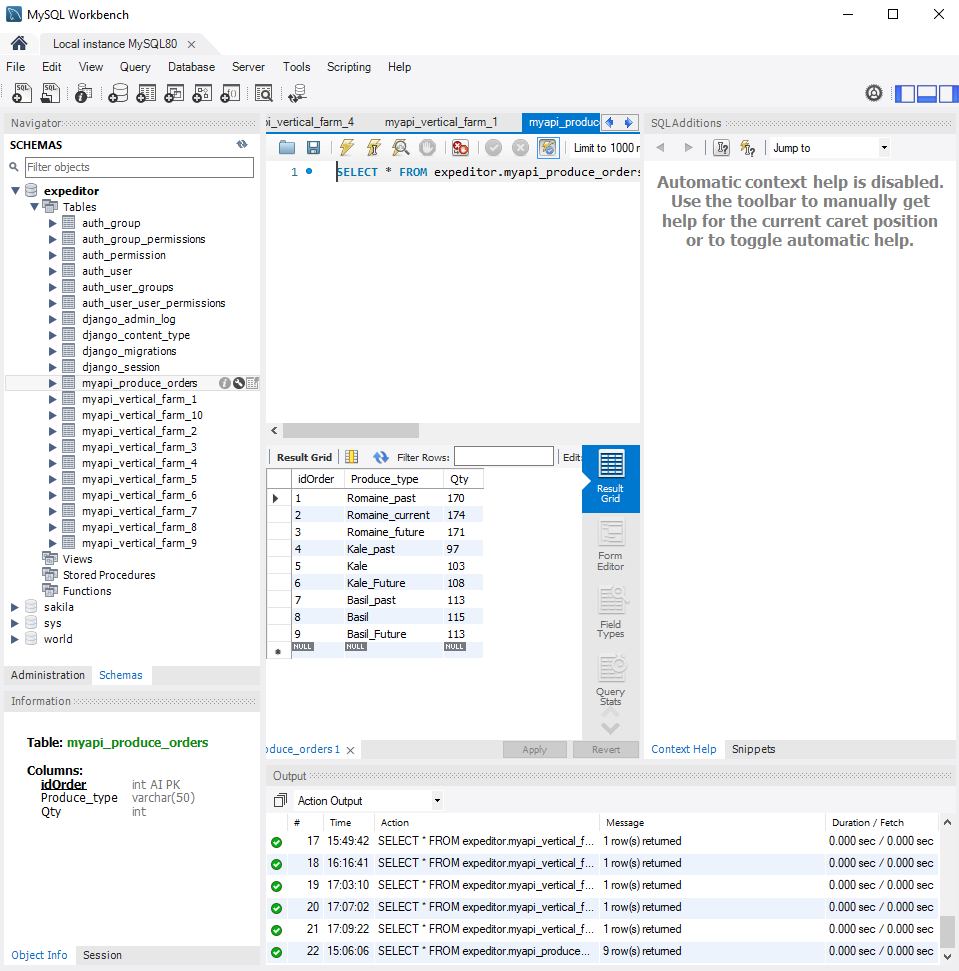 MySQL Workbench
Local instance MySQL80
File Edit View Query Database Server Tools Scripting Help
Navigator
SCHEMAS
Filter objects
expeditor
Tables
auth_group
auth_group_permissions
auth_permission
auth_user
auth_user_groups
auth_user_user_permissions
django_admin_log
django_content_type
django_migrations
django_session
myapi_produce_orders
myapi_vertical_farm_1
myapi_vertical_farm_10
myapi_vertical_farm_2
myapi_vertical_farm_3
myapi_vertical_farm_4
myapi_vertical_farm_5
myapi_vertical_farm_6
myapi_vertical_farm_7
myapi_vertical_farm_8
myapi_vertical_farm_9
Views
Stored Procedures
Functions
sakila
sys
world
Administration Schemas
Information
Table: myapi_produce_orders
Columns:
idOrder int AI PK
Produce_type varchar(50)
Qty int
Object Info Session
pi_vertical_farm_4 myapi_vertical_farm_1 myapi_produc
Limit to 1000 r
1 SELECT * FROM expeditor.myapi_produce_orders
Result Grid Filter Rows: Edit:
idOrder Produce_type Qty
1 Romaine_past 170
2 Romaine_current 174
3 Romaine_future 171
4 Kale_past 97
5 Kale 103
6 Kale_Future 108
7 Basil_past 113
8 Basil 115
9 Basil_Future 113
NULL NULL NULL
Result
Grid
Form
Editor
Field
Types
Query
Stats
oduce_orders 1 Apply Revert
SQLAdditions
Jump to
Automatic context help is disabled.
Use the toolbar to manually get
help for the current caret position
or to toggle automatic help.
Context Help Snippets
Output
Action Output
# Time Action Message Duration / Fetch
17 15:49:42 SELECT * FROM expeditor.myapi_vertical_f... 1 row(s) returned 0.000 sec / 0.000 sec
18 16:16:41 SELECT * FROM expeditor.myapi_vertical_f... 1 row(s) returned 0.000 sec / 0.000 sec
19 17:03:10 SELECT * FROM expeditor.myapi_vertical_f... 1 row(s) returned 0.000 sec / 0.000 sec
20 17:07:02 SELECT * FROM expeditor.myapi_vertical_f... 1 row(s) returned 0.000 sec / 0.000 sec
21 17:09:22 SELECT * FROM expeditor.myapi_vertical_f... 1 row(s) returned 0.000 sec / 0.000 sec
22 15:06:06 SELECT * FROM expeditor.myapi_produce... 9 row(s) returned 0.000 sec / 0.000 sec